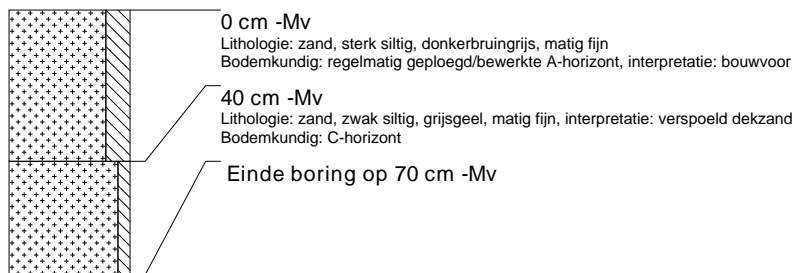 0 cm -Mv
Lithologie: zand, sterk siltig, donkerbruingrijs, matig fijn
Bodemkundig: regelmatig geploegd/bewerkte A-horizont, interpretatie: bouwvoor
40 cm -Mv
Lithologie: zand, zwak siltig, grijsgeel, matig fijn, interpretatie: verspoeld dekzand
Bodemkundig: C-horizont
Einde boring op 70 cm -Mv